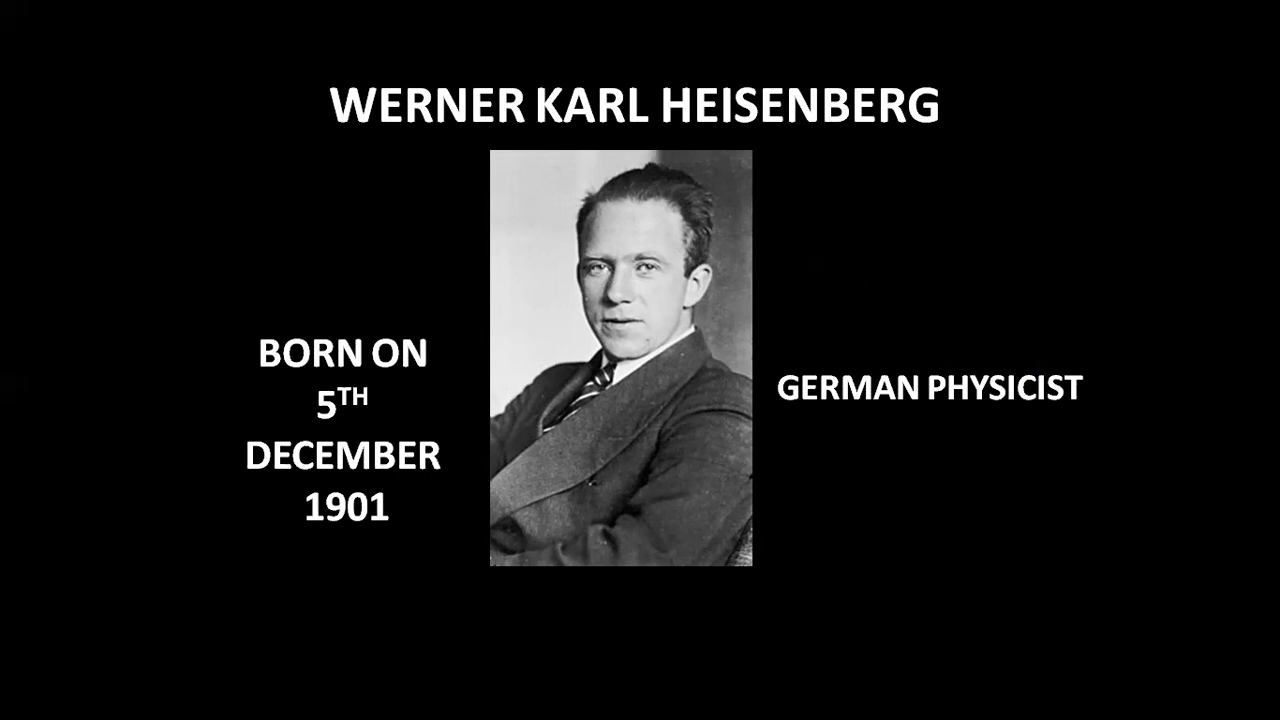 WERNER KARL HEISENBERG
BORN ON
5TH
DECEMBER
1901
GERMAN PHYSICIST